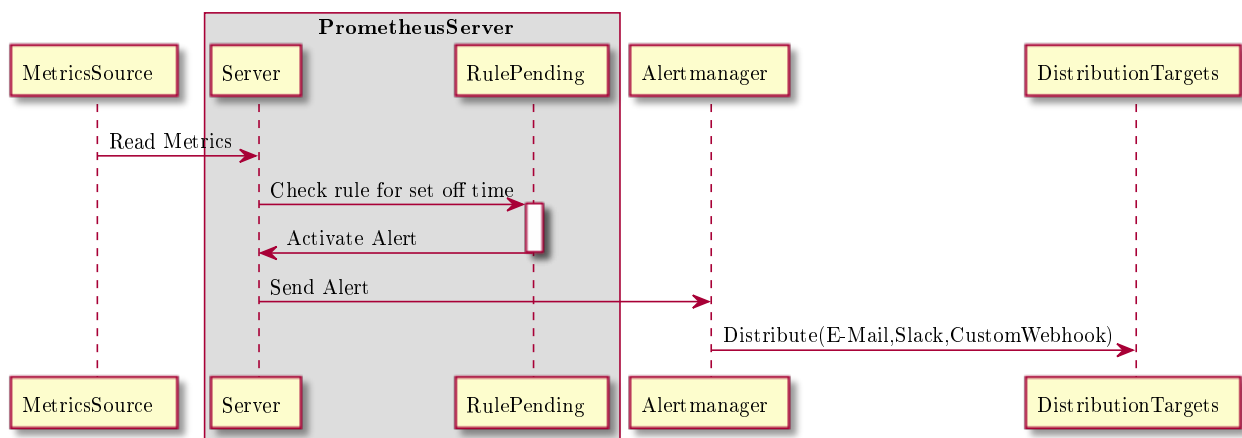 PrometheusServer
MetricsSource Server RulePending Alertmanager DistributionTargets
Read Metrics
Check rule for set off time
Activate Alert
Send Alert
Distribute(E-Mail,Slack,CustomWebhook)
MetricsSource Server RulePending Alertmanager DistributionTargets